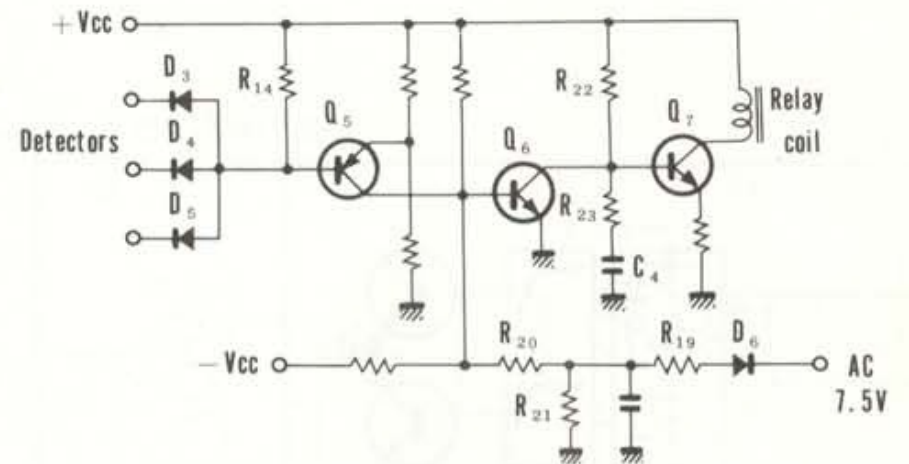 + Vcc
D₃
R₁₄
Q₅
Detectors
D₄
D₅
Q₆
R₂₂
Q₇
Relay
coil
R₂₃
C₄
− Vcc
R₂₀
R₂₁
R₁₉
D₆
AC
7.5V